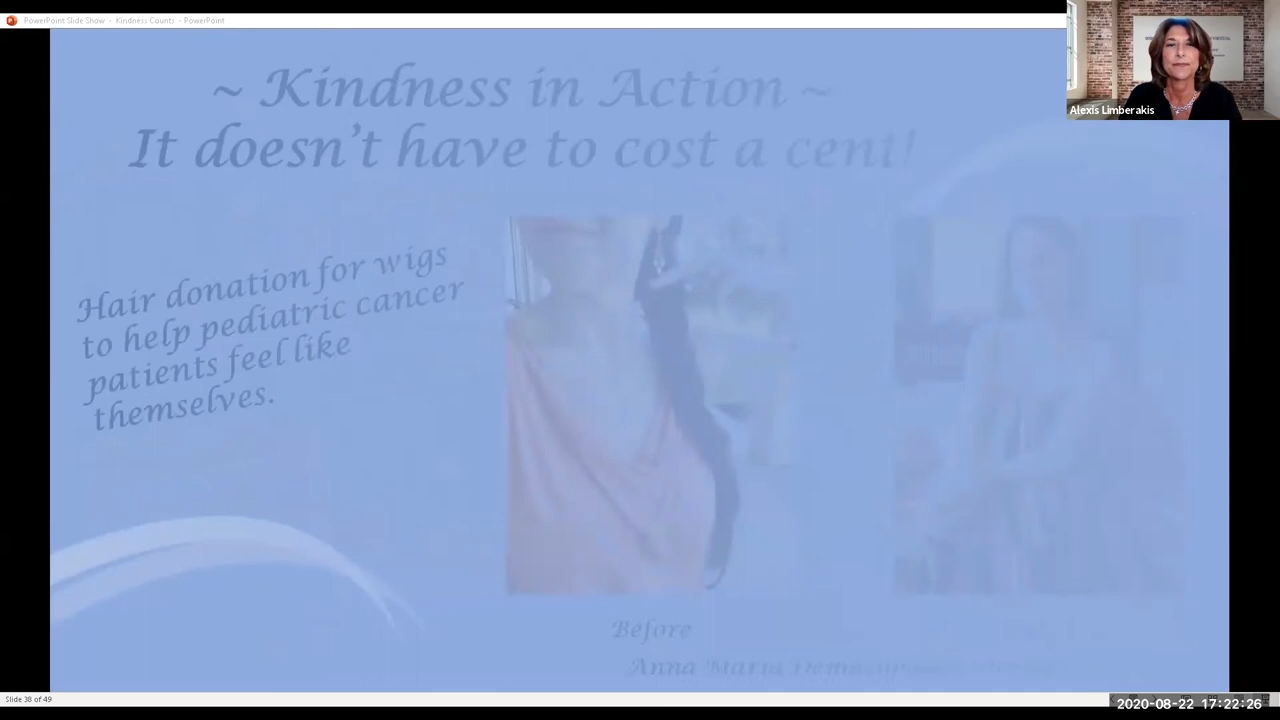 PowerPoint Slide Show - Kindness Counts - PowerPoint
Alexis Limberakis
~ Kindness in Action
It doesn't have to cost a cent!
Hair donation for wigs
to help pediatric cancer
patients feel like
themselves.
Before
Anna Maria
Slide 38 of 49
2020-08-22 17:22:26